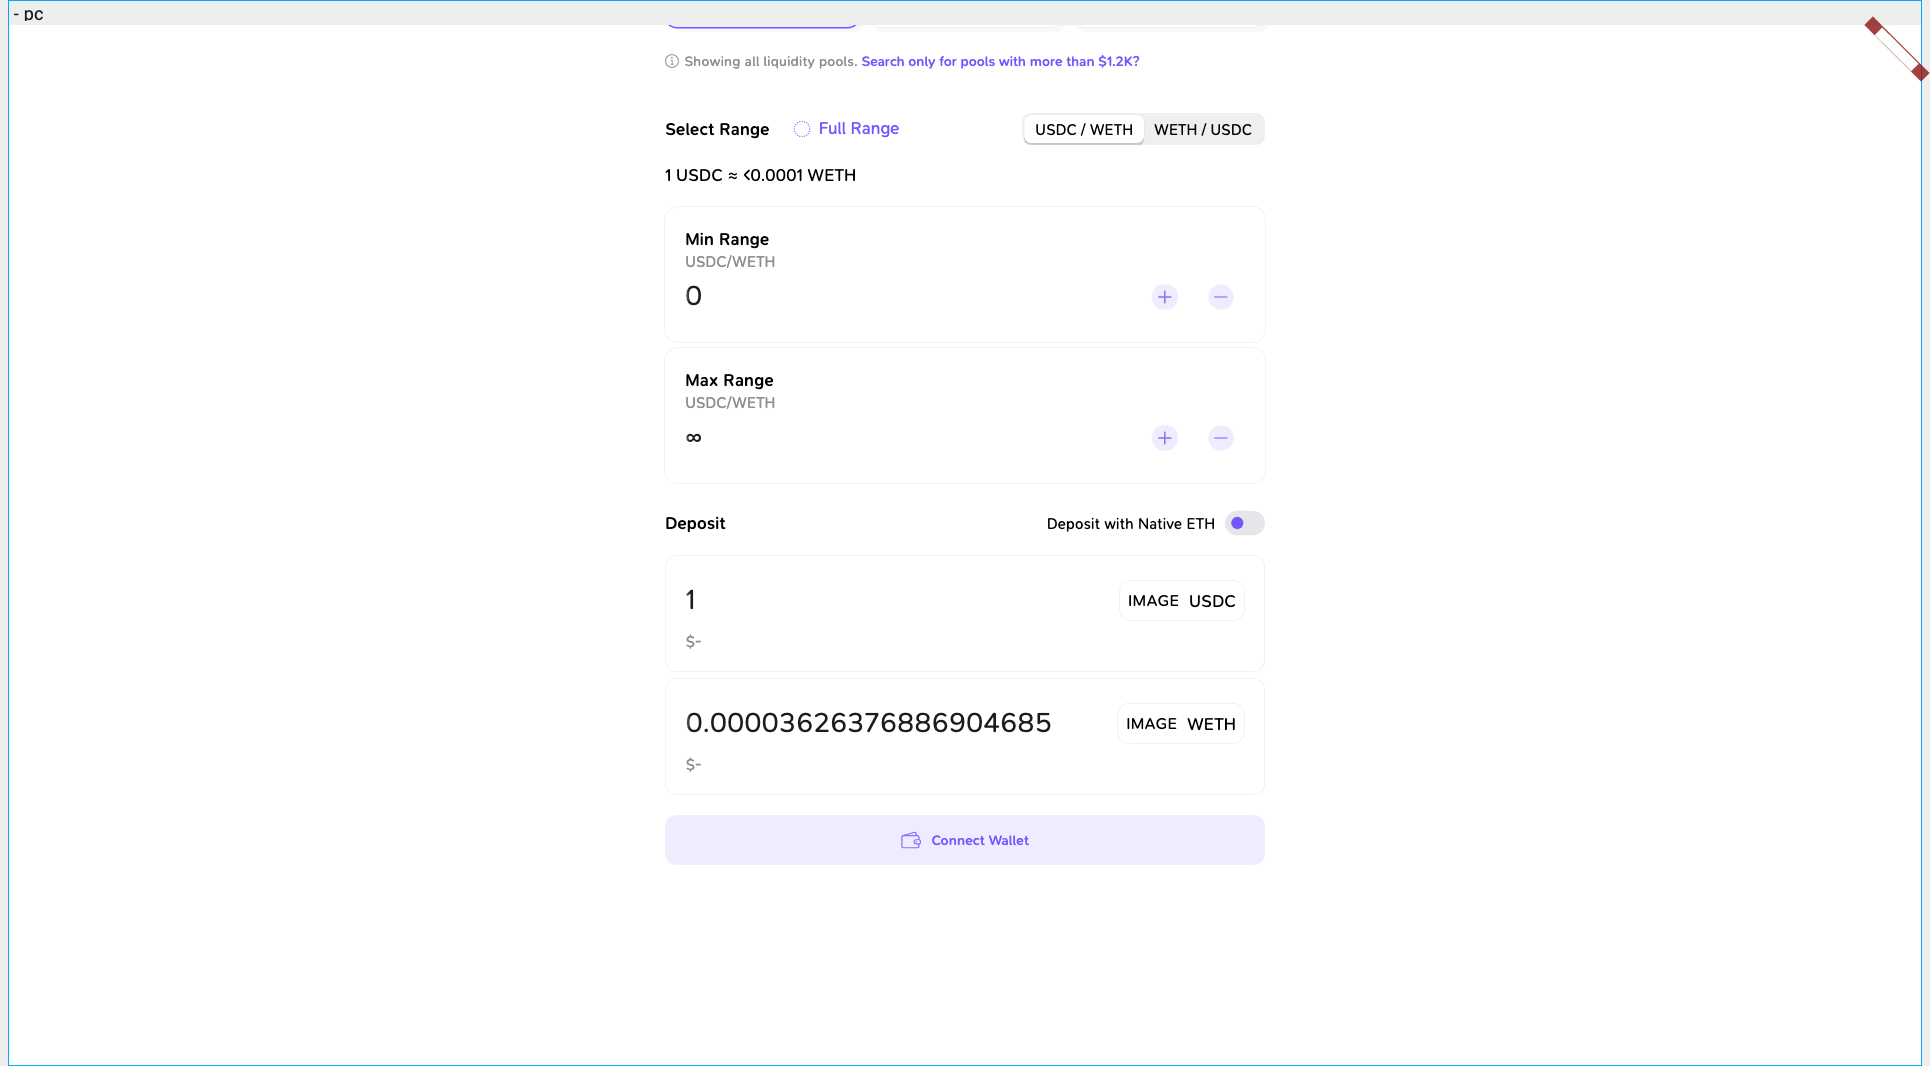 - pc
Showing all liquidity pools. Search only for pools with more than $1.2K?
Select Range Full Range USDC / WETH WETH / USDC
1 USDC ≈ <0.0001 WETH
Min Range
USDC/WETH
0
Max Range
USDC/WETH
∞
Deposit Deposit with Native ETH
1 IMAGE USDC
$-
0.00003626376886904685 IMAGE WETH
$-
Connect Wallet